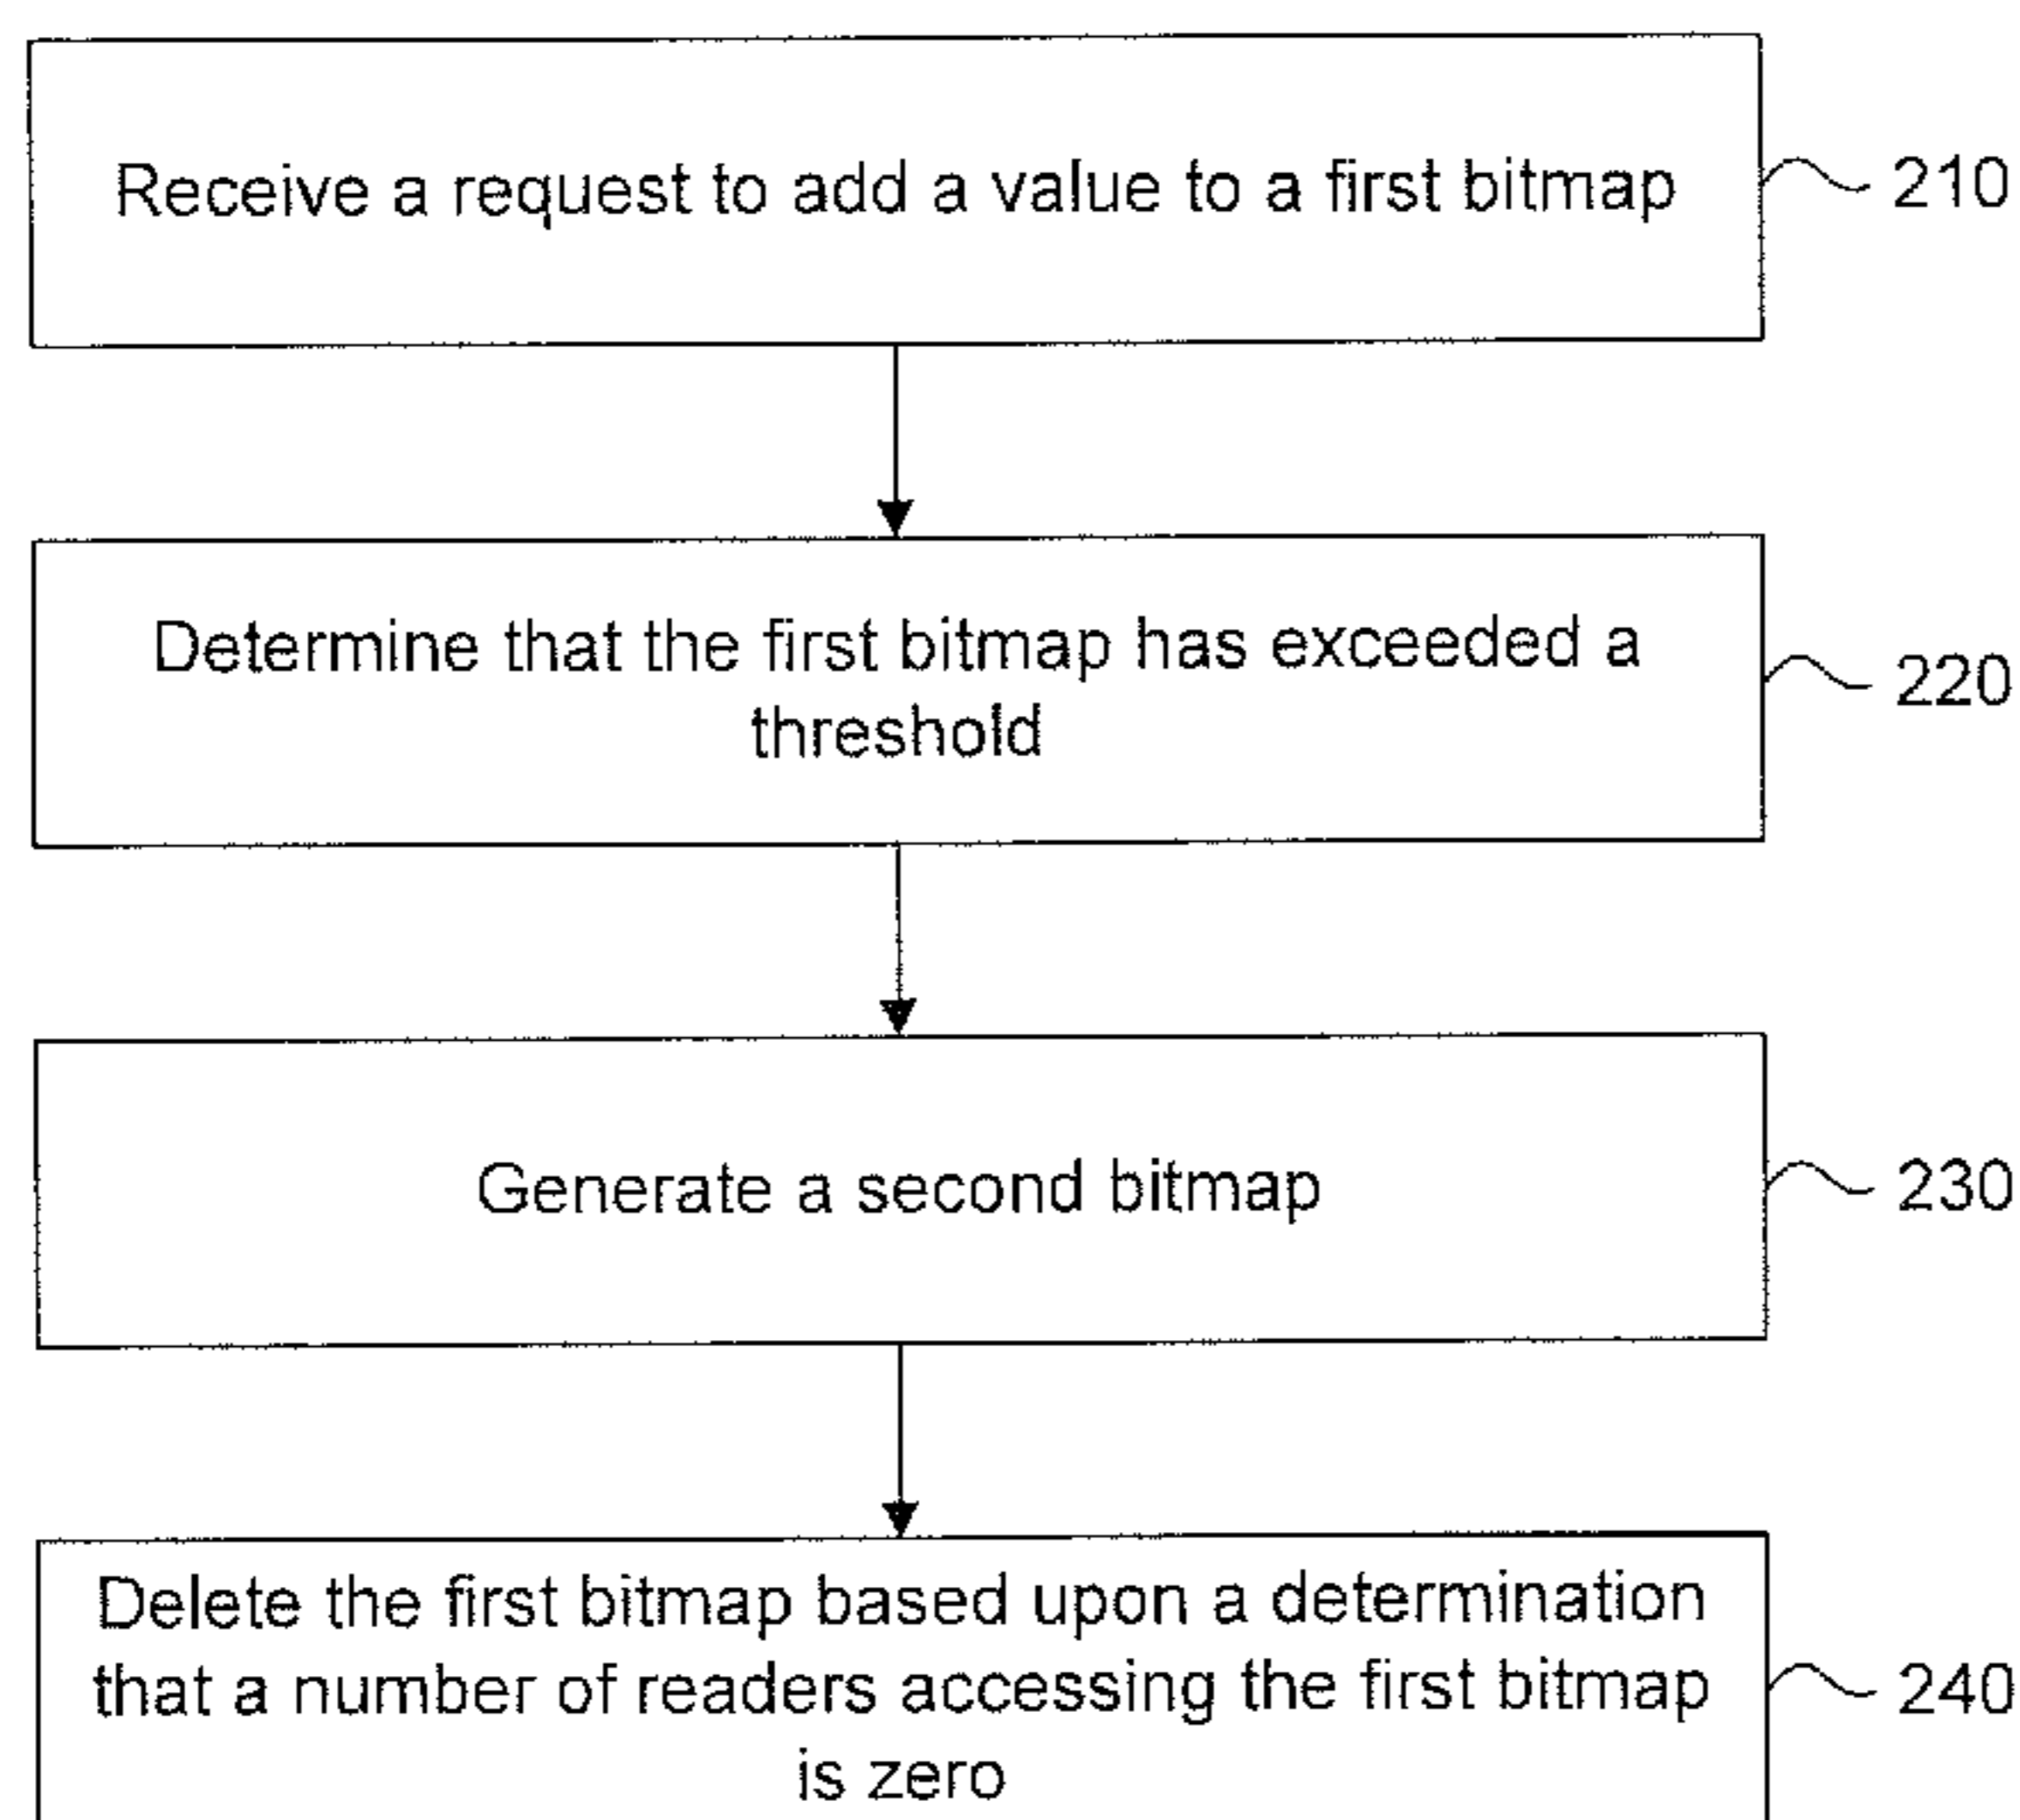 Receive a request to add a value to a first bitmap
210
Determine that the first bitmap has exceeded a
threshold
220
Generate a second bitmap
230
Delete the first bitmap based upon a determination
that a number of readers accessing the first bitmap
is zero
240